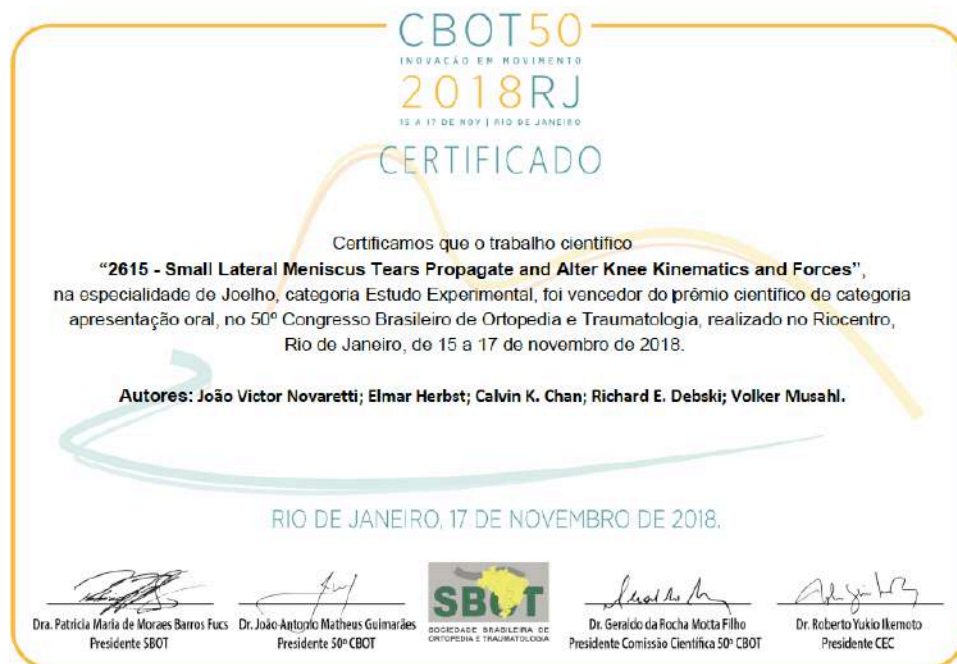 CBOT50
INOVAÇÃO EM MOVIMENTO
2018RJ
15 A 17 DE NOV | RIO DE JANEIRO
CERTIFICADO
Certificamos que o trabalho científico
“2615 - Small Lateral Meniscus Tears Propagate and Alter Knee Kinematics and Forces”,
na especialidade de Joelho, categoria Estudo Experimental, foi vencedor do prêmio científico de categoria
apresentação oral, no 50º Congresso Brasileiro de Ortopedia e Traumatologia, realizado no Riocentro,
Rio de Janeiro, de 15 a 17 de novembro de 2018.
Autores: João Victor Novaretti; Elmar Herbst; Calvin K. Chan; Richard E. Debski; Volker Musahl.
RIO DE JANEIRO, 17 DE NOVEMBRO DE 2018.
Dra. Patricia Maria de Moraes Barros Fucs
Presidente SBOT
Dr. João Antonio Matheus Guimarães
Presidente 50º CBOT
SBOT
SOCIEDADE BRASILEIRA DE
ORTOPEDIA E TRAUMATOLOGIA
Dr. Geraldo da Rocha Motta Filho
Presidente Comissão Científica 50º CBOT
Dr. Roberto Yukio Ikemoto
Presidente CEC